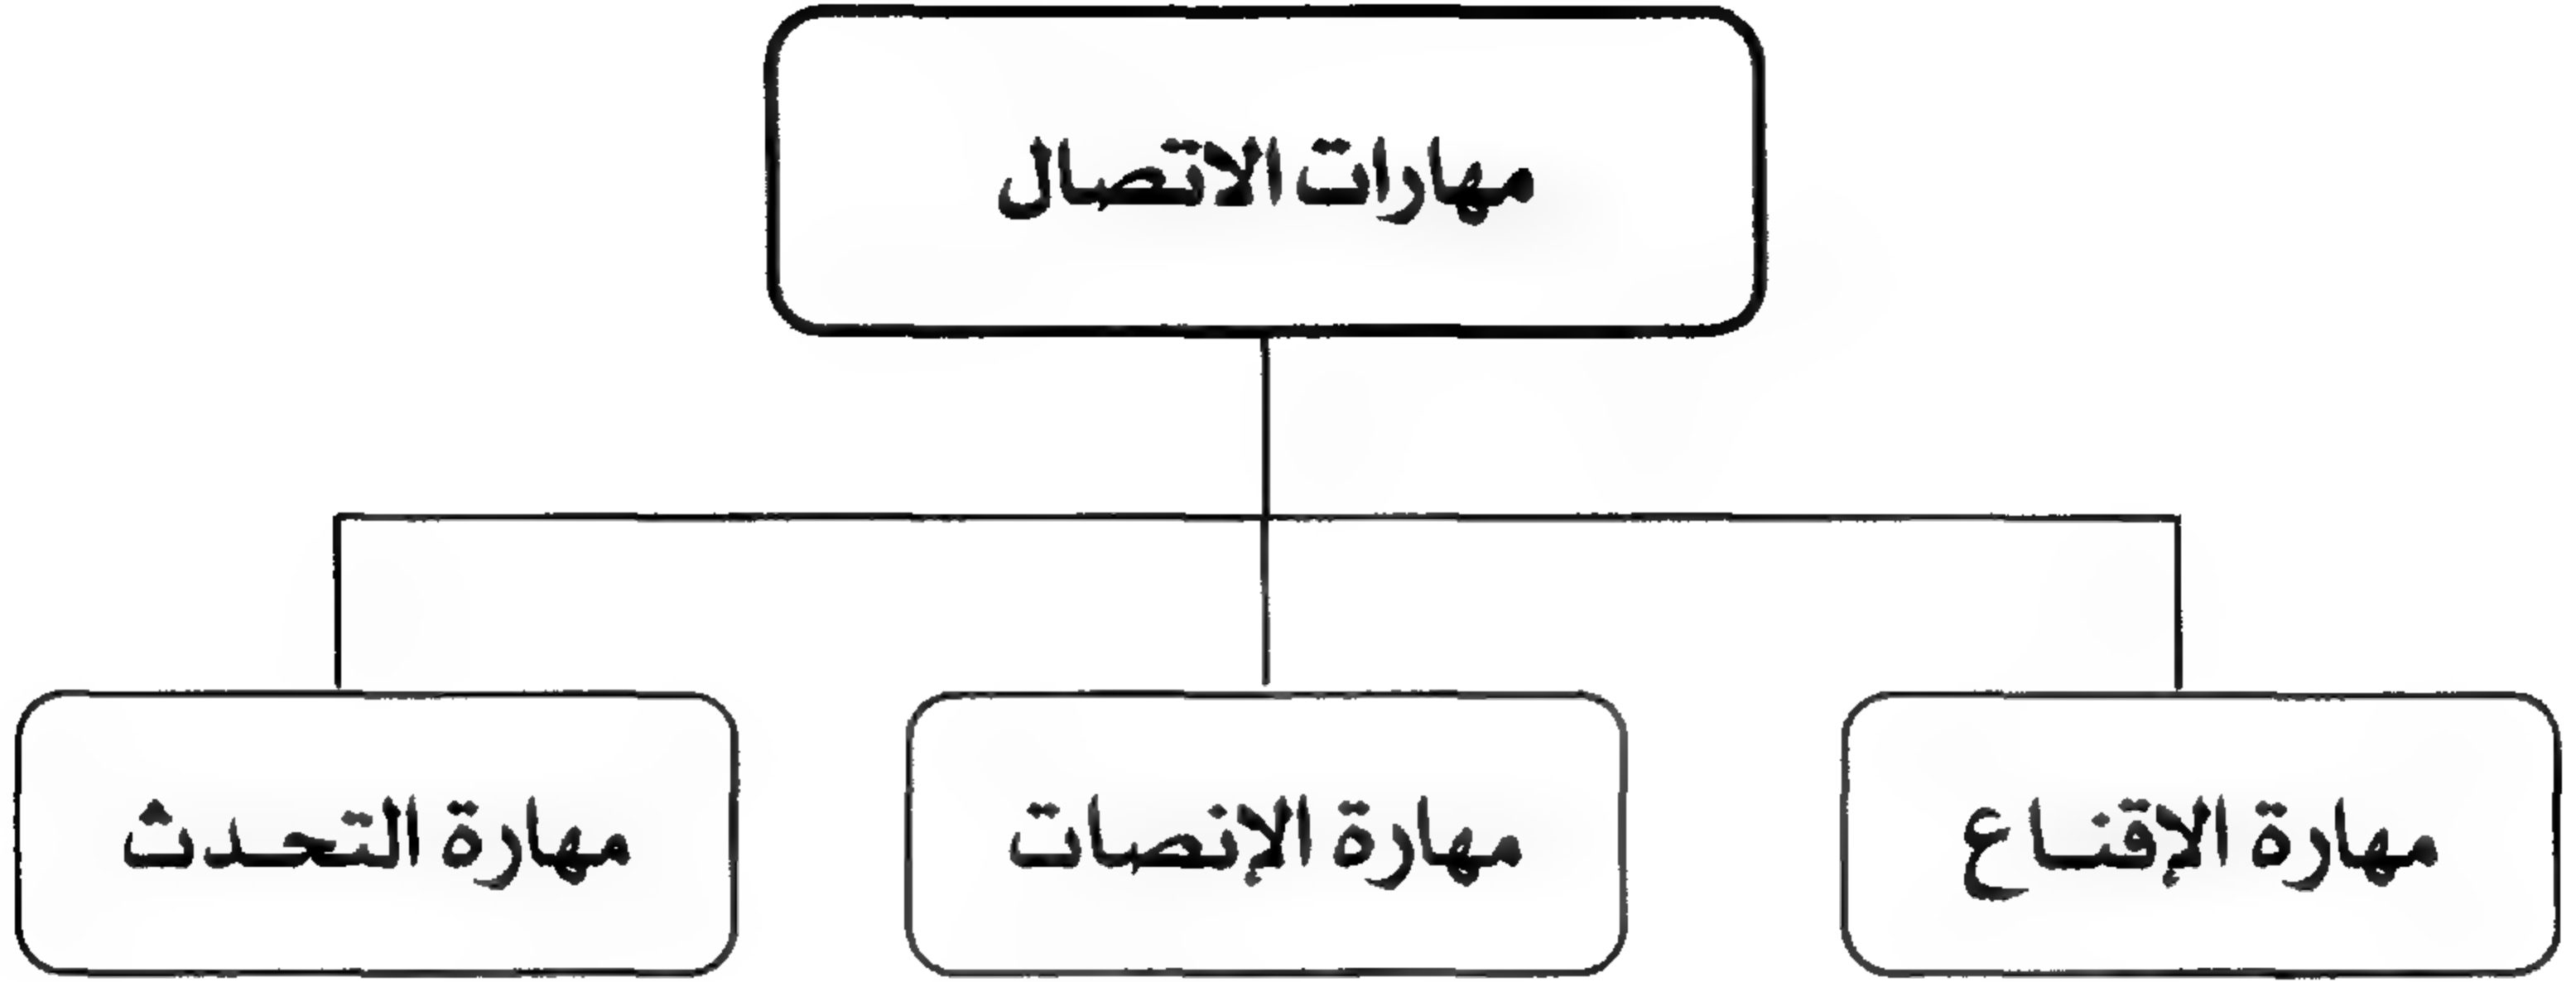 مهارات الاتصال
مهارة الإقناع
مهارة الإنصات
مهارة التحدث